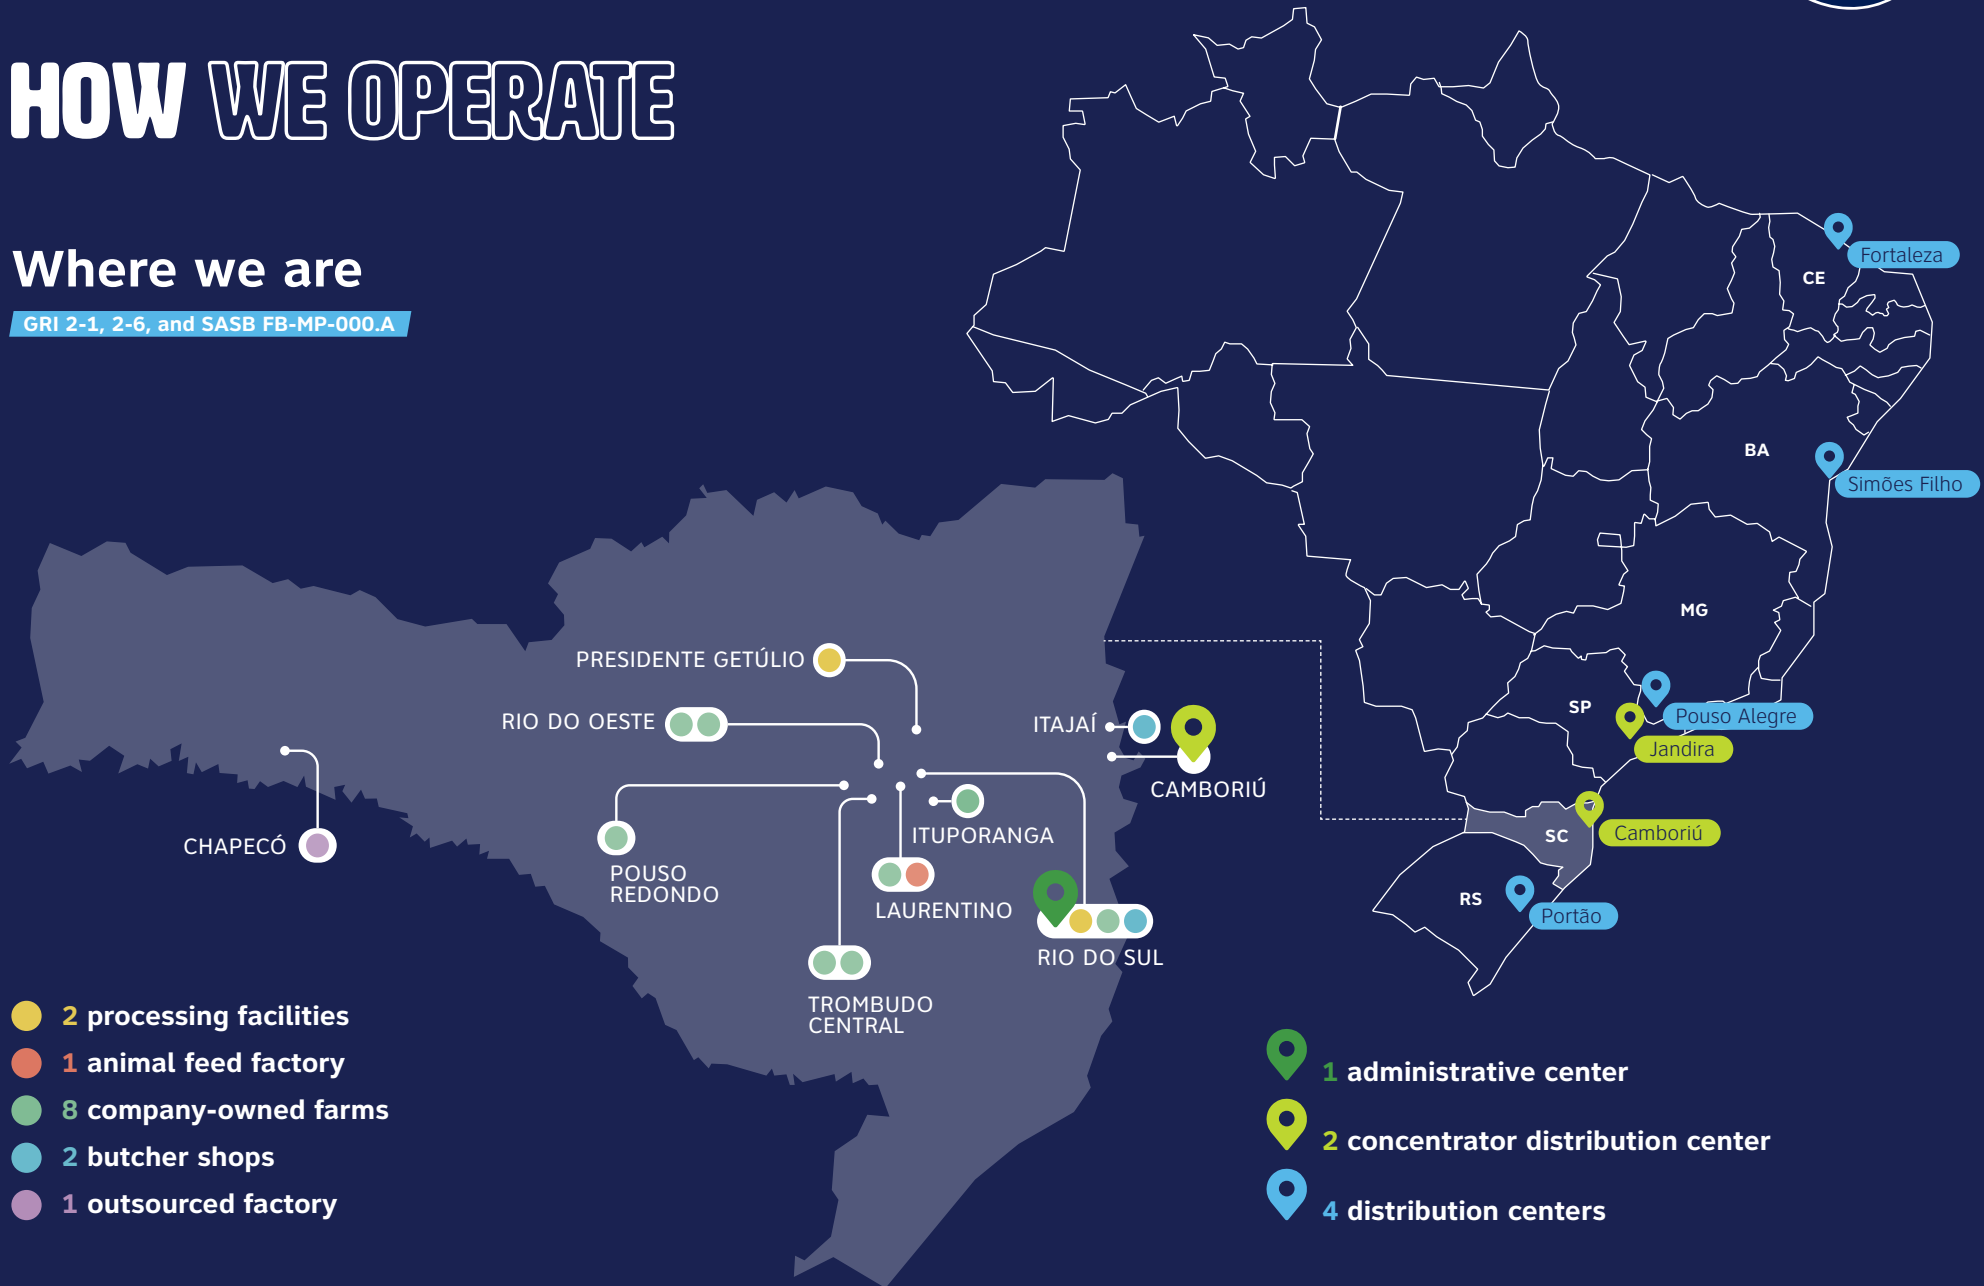 HOW WE OPERATE
Where we are
GRI 2-1, 2-6, and SASB FB-MP-000.A
Fortaleza
CE
BA
Simões Filho
MG
SP
Pouso Alegre
Jandira
SC
Camboriú
RS
Portão
PRESIDENTE GETÚLIO
RIO DO OESTE
ITAJAÍ
CAMBORIÚ
CHAPECÓ
POUSO
REDONDO
ITUPORANGA
LAURENTINO
RIO DO SUL
TROMBUDO
CENTRAL
2 processing facilities
1 animal feed factory
8 company-owned farms
2 butcher shops
1 outsourced factory
1 administrative center
2 concentrator distribution center
4 distribution centers